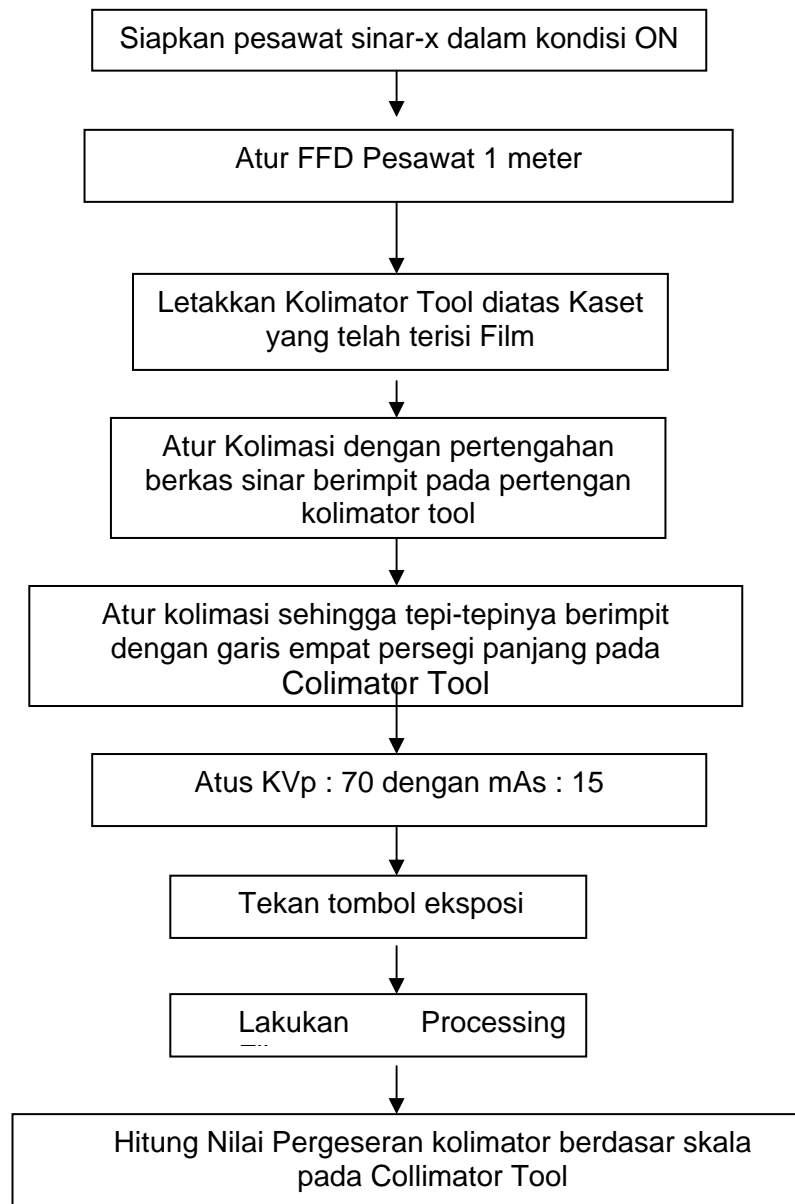 Siapkan pesawat sinar-x dalam kondisi ON
Atur FFD Pesawat 1 meter
Letakkan Kolimator Tool diatas Kaset
yang telah terisi Film
Atur Kolimasi dengan pertengahan
berkas sinar berimpit pada pertengan
kolimator tool
Atur kolimasi sehingga tepi-tepinya berimpit
dengan garis empat persegi panjang pada
Colimator Tool
Atus KVp : 70 dengan mAs : 15
Tekan tombol eksposi
Lakukan Processing
Hitung Nilai Pergeseran kolimator berdasar skala
pada Collimator Tool